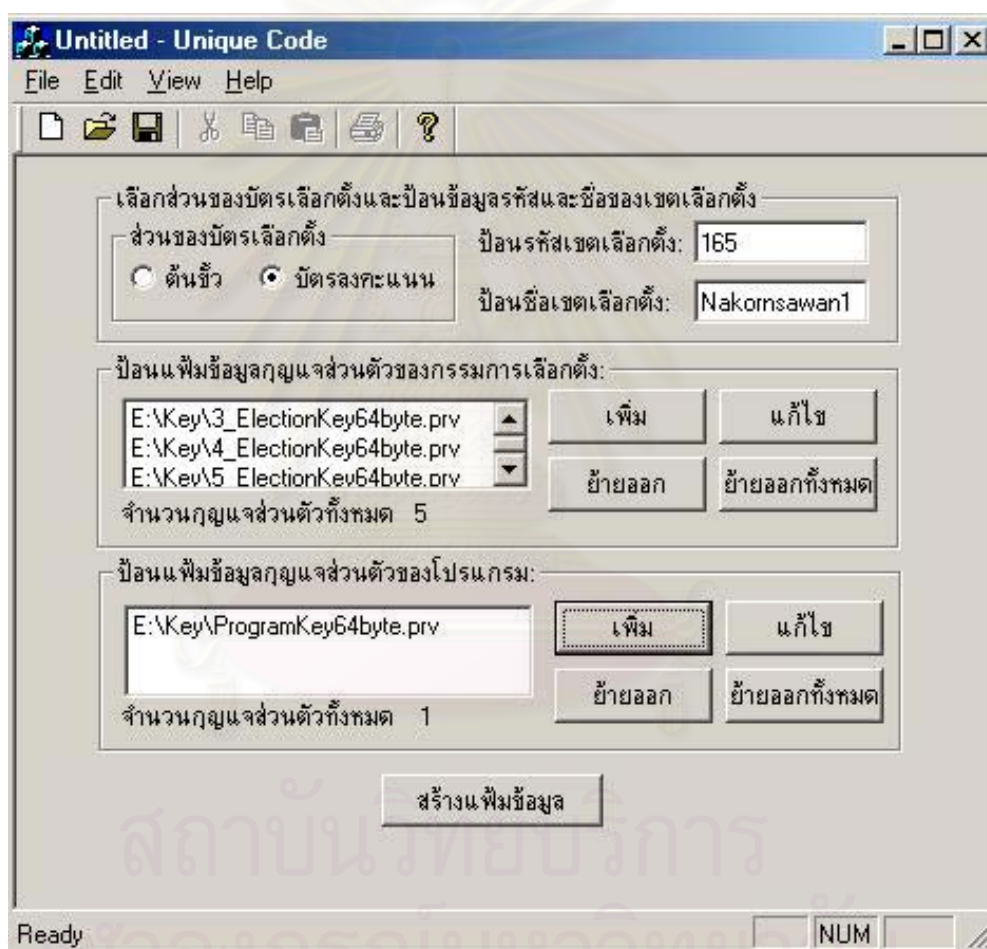 Untitled - Unique Code
File Edit View Help
เลือกส่วนของบัตรเลือกตั้งและป้อนข้อมูลรหัสและชื่อของเขตเลือกตั้ง
ส่วนของบัตรเลือกตั้ง
ต้นขั้ว บัตรลงคะแนน
ป้อนรหัสเขตเลือกตั้ง: 165
ป้อนชื่อเขตเลือกตั้ง: Nakornsawan1
ป้อนแฟ้มข้อมูลกุญแจส่วนตัวของกรรมการเลือกตั้ง:
E:\Key\3_ElectionKey64byte.prv
E:\Key\4_ElectionKey64byte.prv
E:\Key\5_ElectionKey64byte.prv
เพิ่ม แก้ไข
ย้ายออก ย้ายออกทั้งหมด
จำนวนกุญแจส่วนตัวทั้งหมด 5
ป้อนแฟ้มข้อมูลกุญแจส่วนตัวของโปรแกรม:
E:\Key\ProgramKey64byte.prv
เพิ่ม แก้ไข
ย้ายออก ย้ายออกทั้งหมด
จำนวนกุญแจส่วนตัวทั้งหมด 1
สร้างแฟ้มข้อมูล
สถาบันวิทยบริการ
Ready NUM